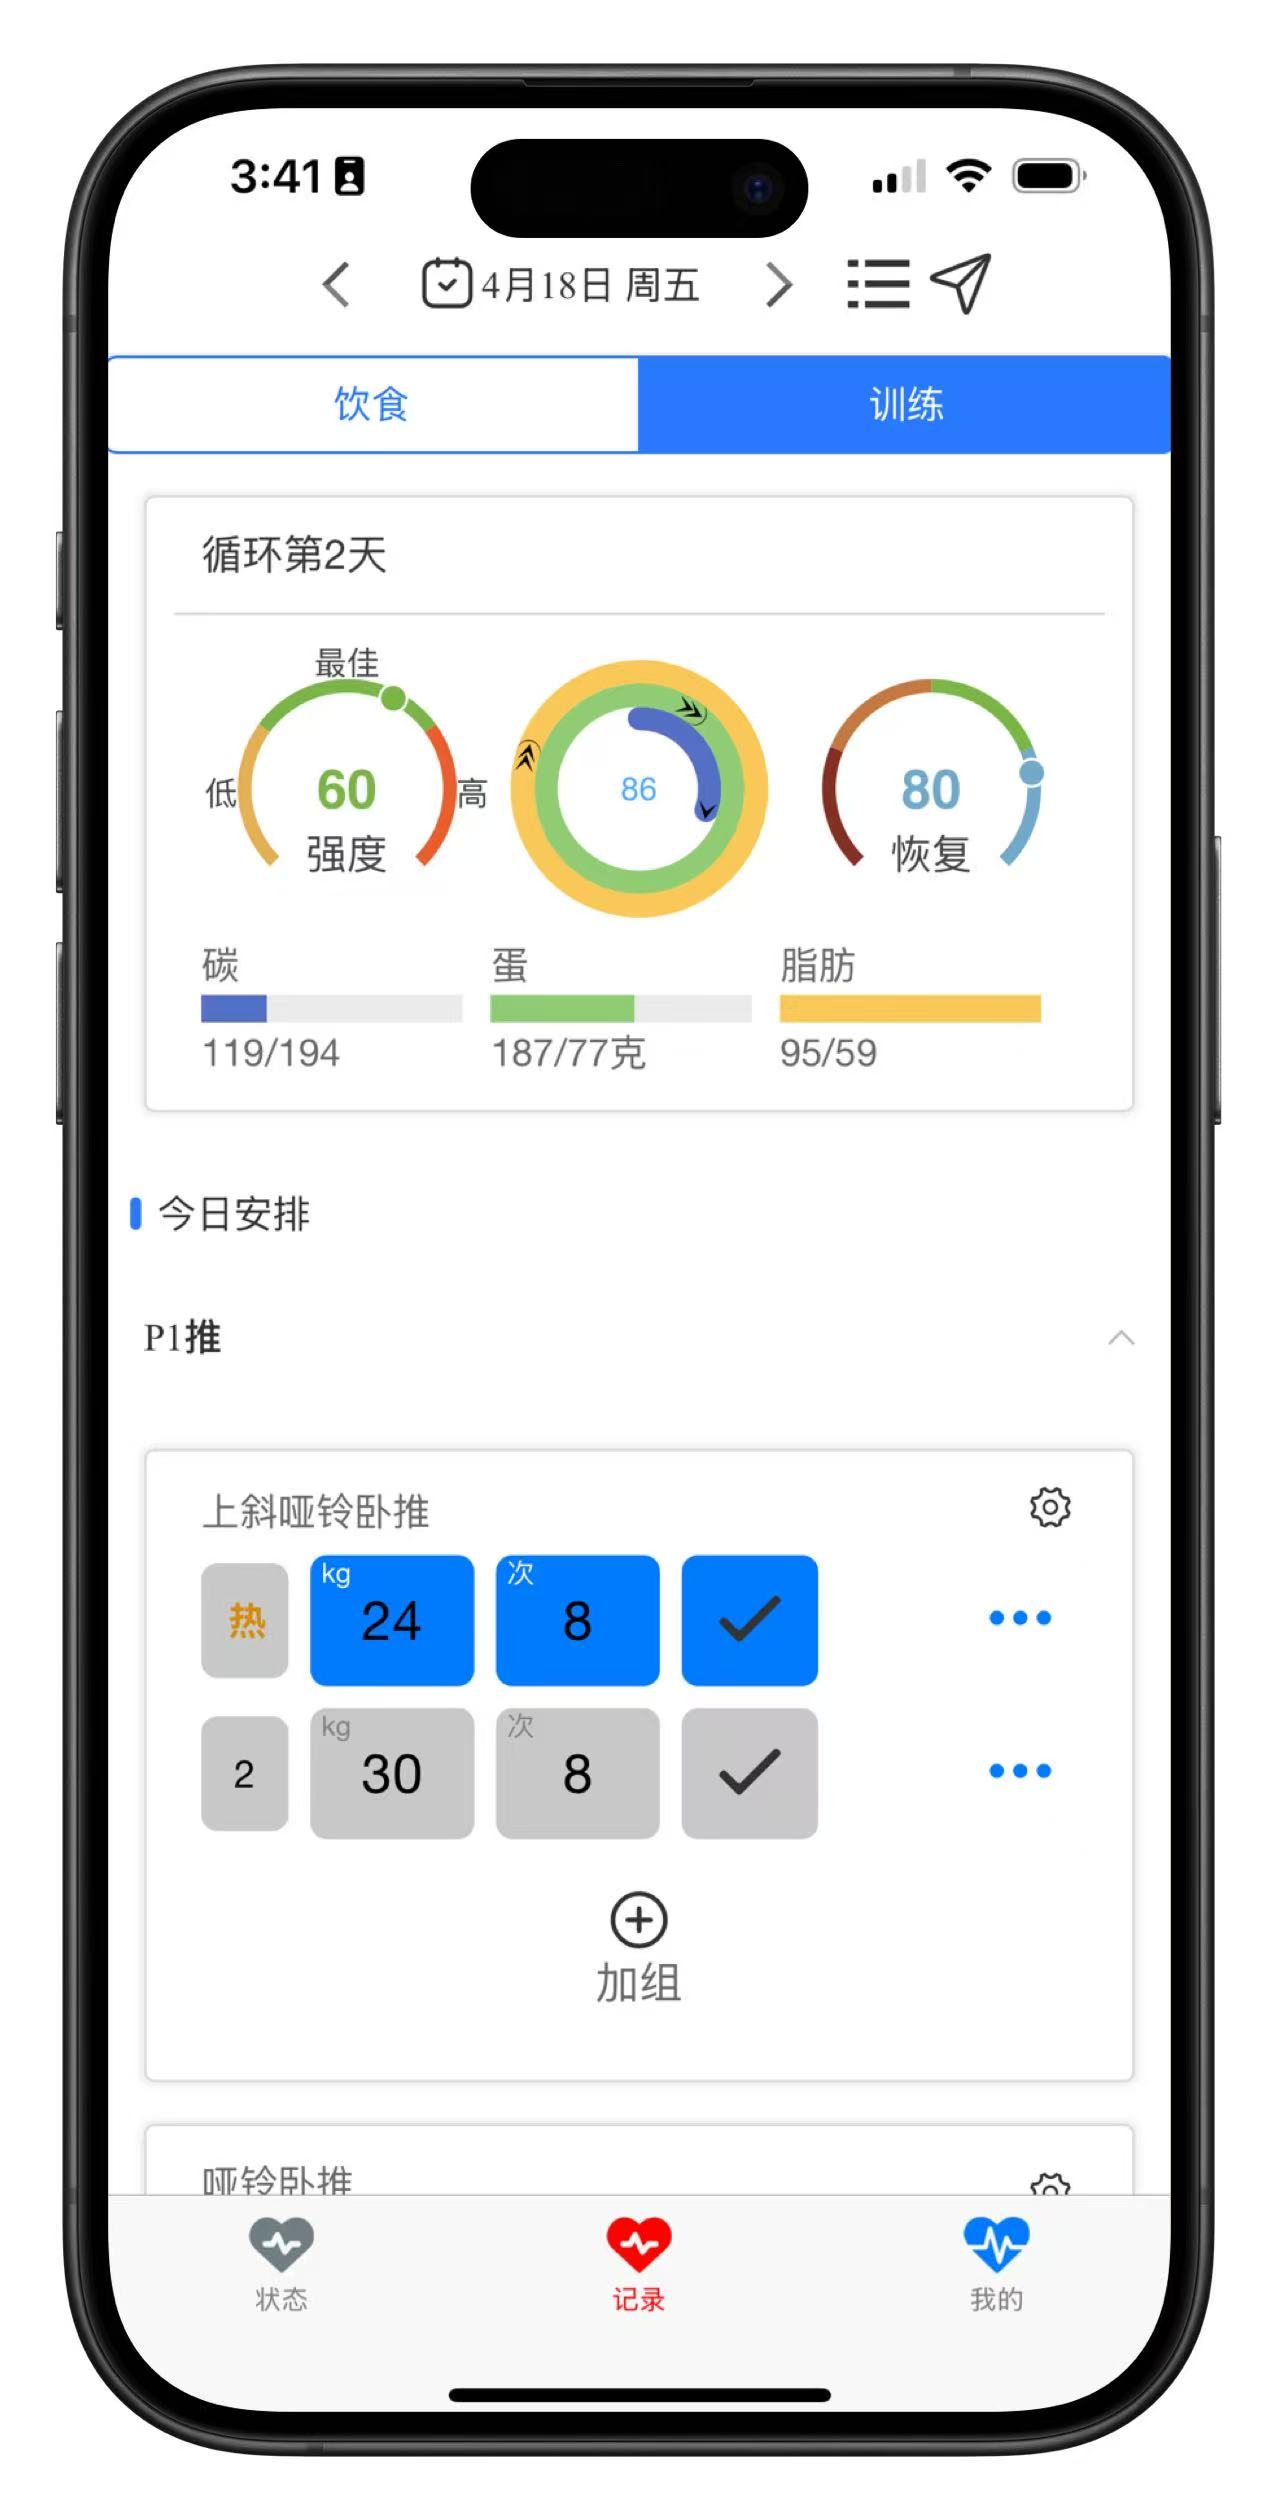 3:41
4月18日 周五
饮食 训练
循环第2天
最佳
低 60 高 86 80
强度 恢复
碳 蛋 脂肪
119/194 187/77克 95/59
今日安排
P1推
上斜哑铃卧推
热 kg 24 次 8
2 kg 30 次 8
加组
哑铃卧推
状态 记录 我的